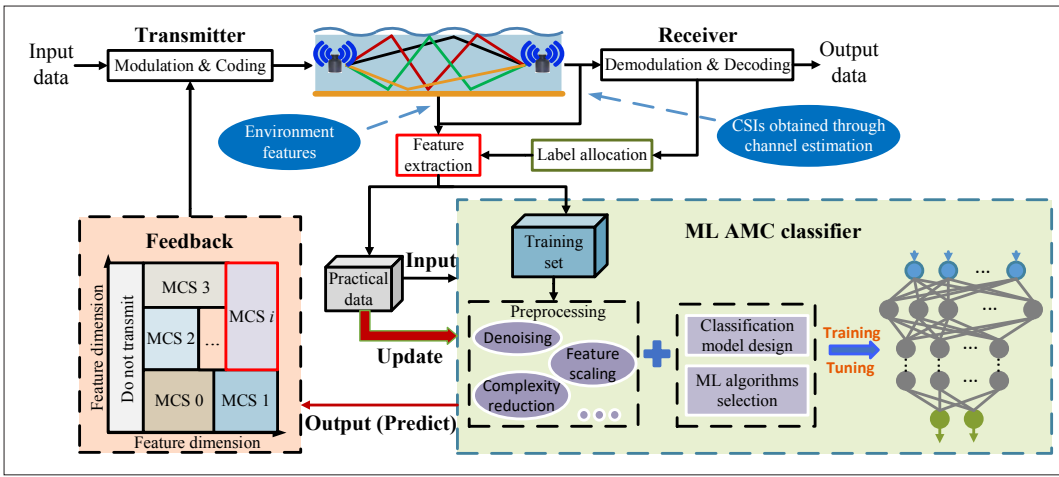 Input
data
Transmitter
Modulation & Coding
Receiver
Demodulation & Decoding
Output
data
Environment
features
CSIs obtained through
channel estimation
Feature
extraction
Label allocation
Feedback
Feature dimension
Do not transmit
MCS 3
MCS i
MCS 2
...
MCS 0
MCS 1
Feature dimension
Practical
data
Input
Update
Output (Predict)
ML AMC classifier
Training
set
Preprocessing
Denoising
Feature
scaling
Complexity
reduction
Classification
model design
ML algorithms
selection
Training
Tuning